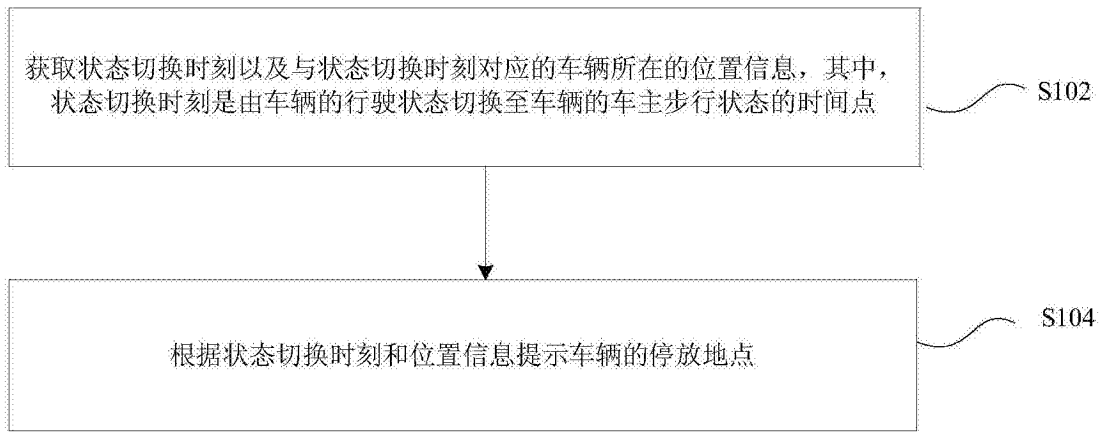 获取状态切换时刻以及与状态切换时刻对应的车辆所在的位置信息，其中，
状态切换时刻是由车辆的行驶状态切换至车辆的车主步行状态的时间点
S102
根据状态切换时刻和位置信息提示车辆的停放地点
S104